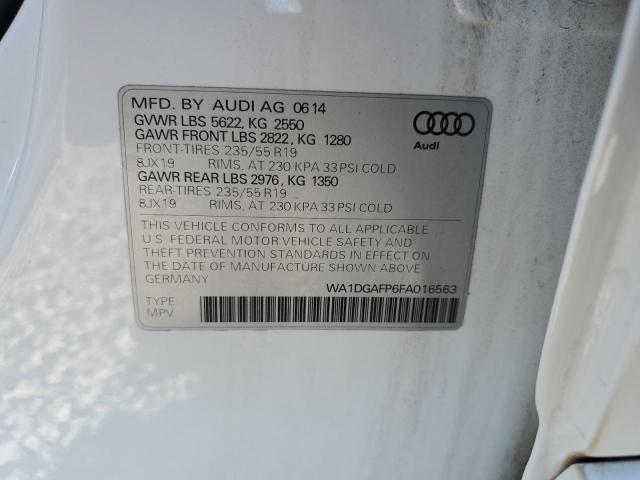 MFD. BY AUDI AG 0614
GVWR LBS 5622, KG 2550
GAWR FRONT LBS 2822, KG 1280
FRONT-TIRES 235/55 R19
8JX19 RIMS, AT 230 KPA 33 PSI COLD
GAWR REAR LBS 2976, KG 1350
REAR-TIRES 235/55 R19
8JX19 RIMS, AT 230 KPA 33 PSI COLD
Audi
THIS VEHICLE CONFORMS TO ALL APPLICABLE
U.S. FEDERAL MOTOR VEHICLE SAFETY AND
THEFT PREVENTION STANDARDS IN EFFECT ON
THE DATE OF MANUFACTURE SHOWN ABOVE
GERMANY
WA1DGAFP6FA016563
TYPE
MPV